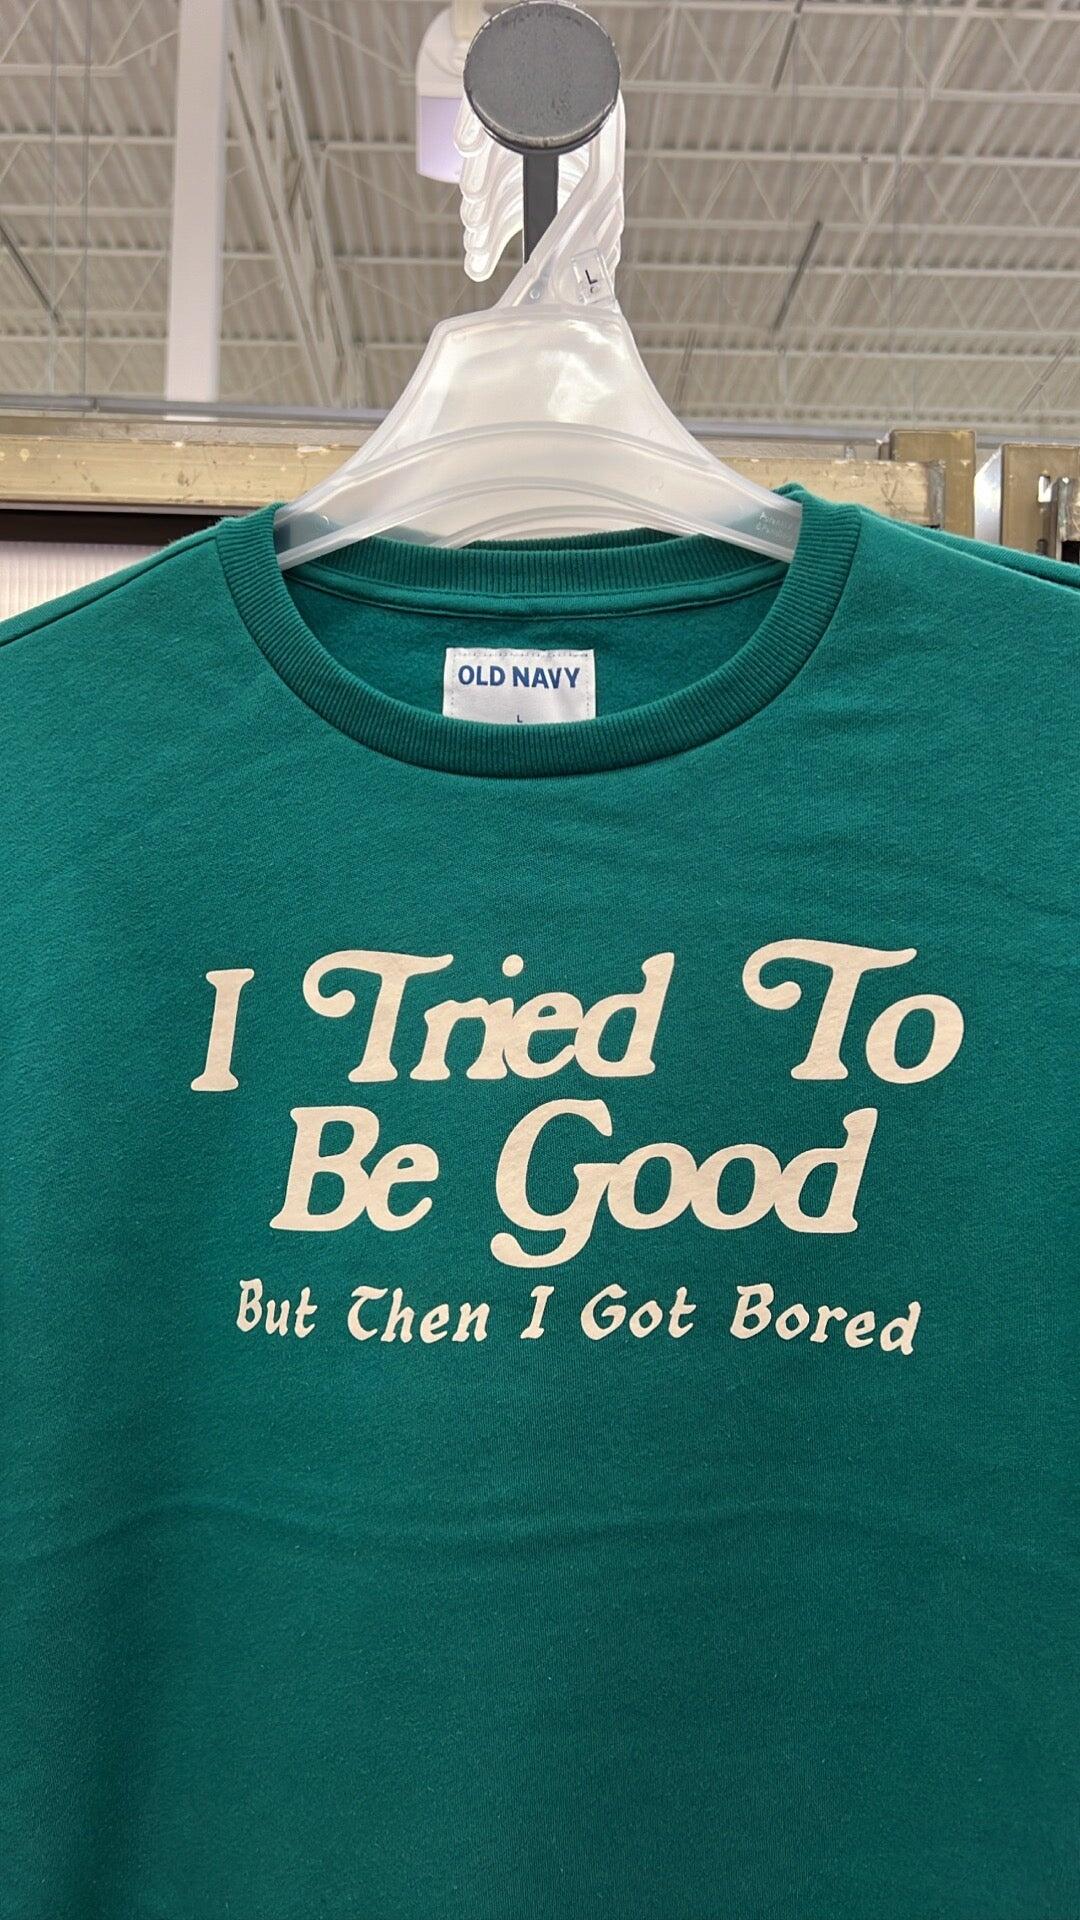 L
OLD NAVY
L
I Tried To
Be Good
But Then I Got Bored